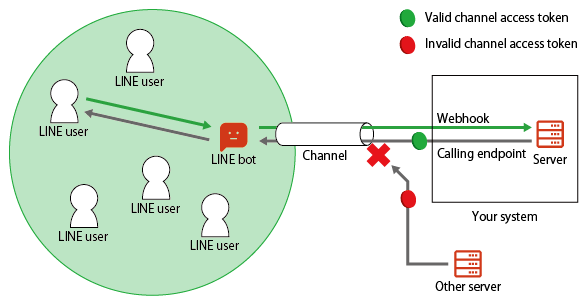 Valid channel access token
Invalid channel access token
LINE user
LINE user
LINE bot
Channel
Webhook
Calling endpoint
Server
LINE user
LINE user
LINE user
Your system
Other server